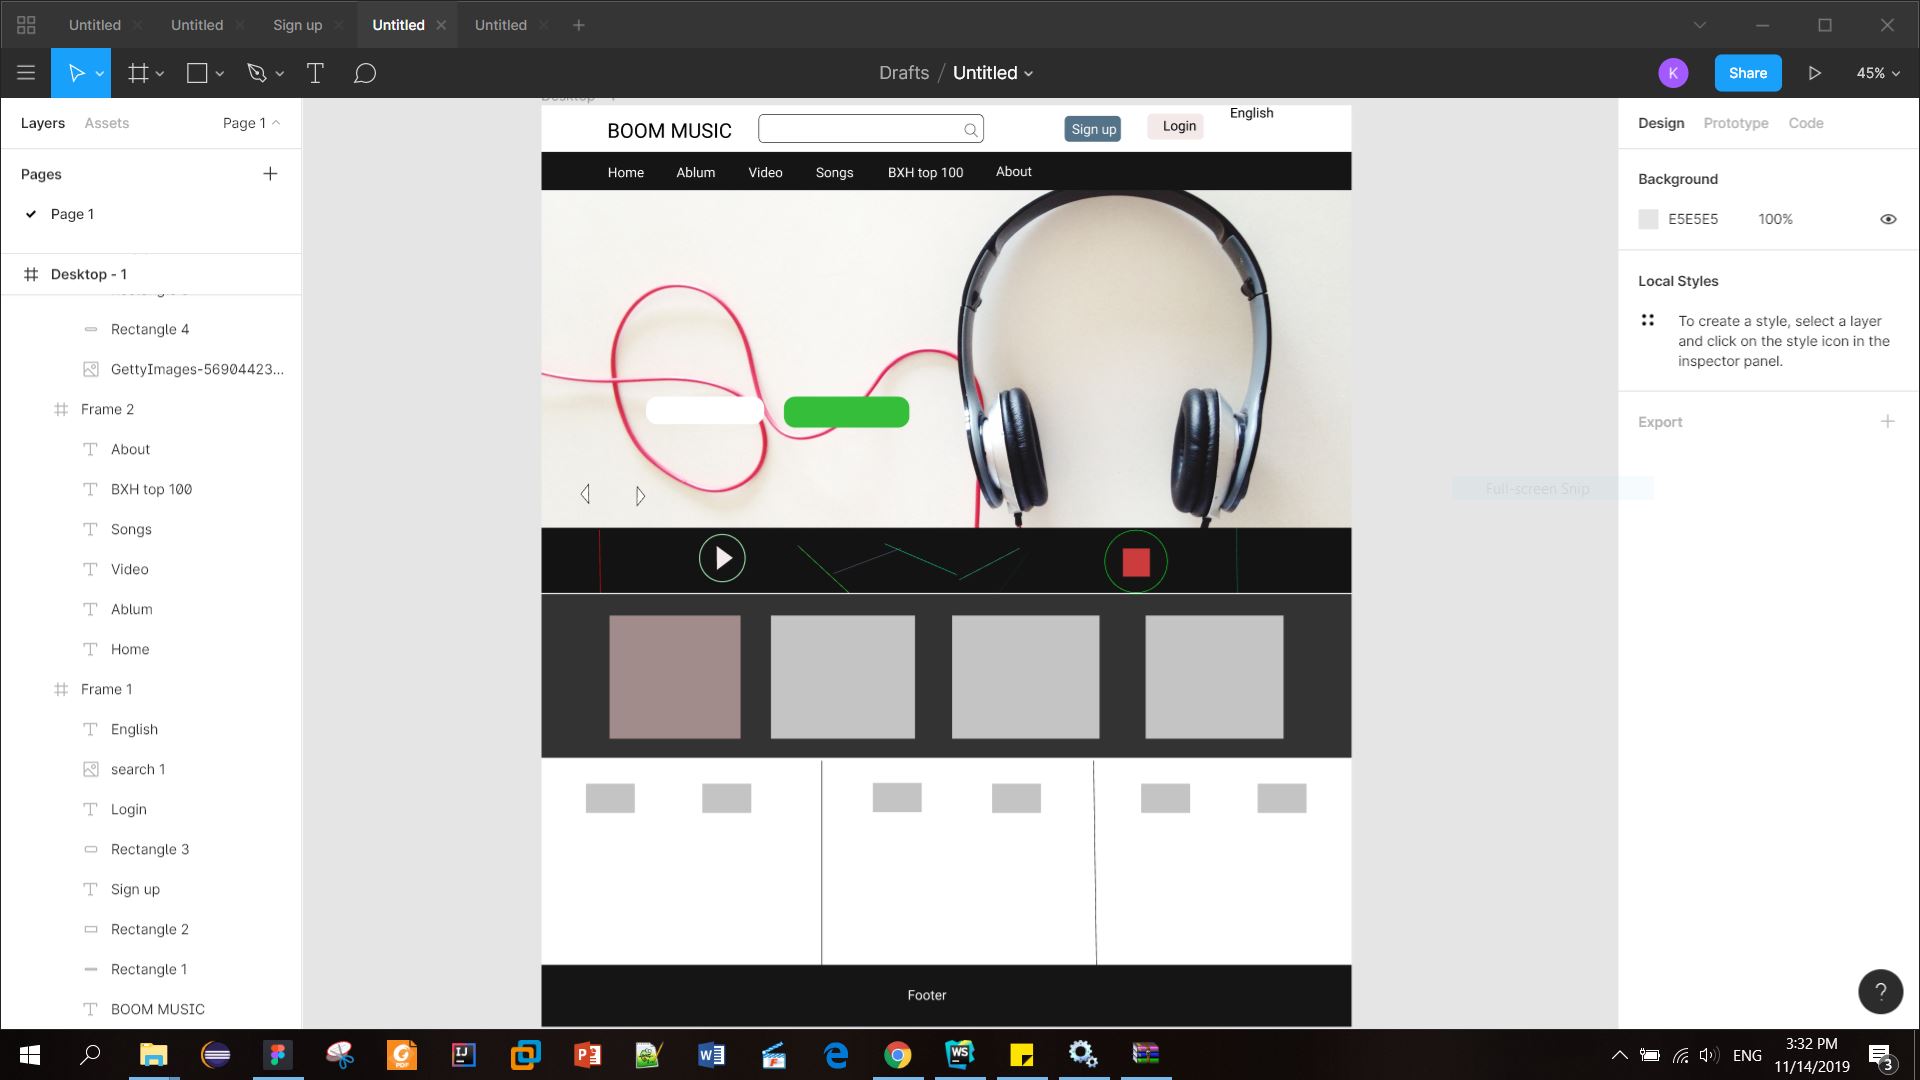 Untitled
Untitled
Sign up
Untitled
Untitled
Drafts / Untitled
K
Share
45%
Layers
Assets
Page 1
Pages
Page 1
Desktop - 1
Rectangle 4
GettyImages-56904423...
Frame 2
About
BXH top 100
Songs
Video
Ablum
Home
Frame 1
English
search 1
Login
Rectangle 3
Sign up
Rectangle 2
Rectangle 1
BOOM MUSIC
Desktop - 1
BOOM MUSIC
Sign up
Login
English
Home
Ablum
Video
Songs
BXH top 100
About
Footer
Design
Prototype
Code
Background
E5E5E5
100%
Local Styles
To create a style, select a layer
and click on the style icon in the
inspector panel.
Export
Full-screen Snip
?
ENG
3:32 PM
11/14/2019
3